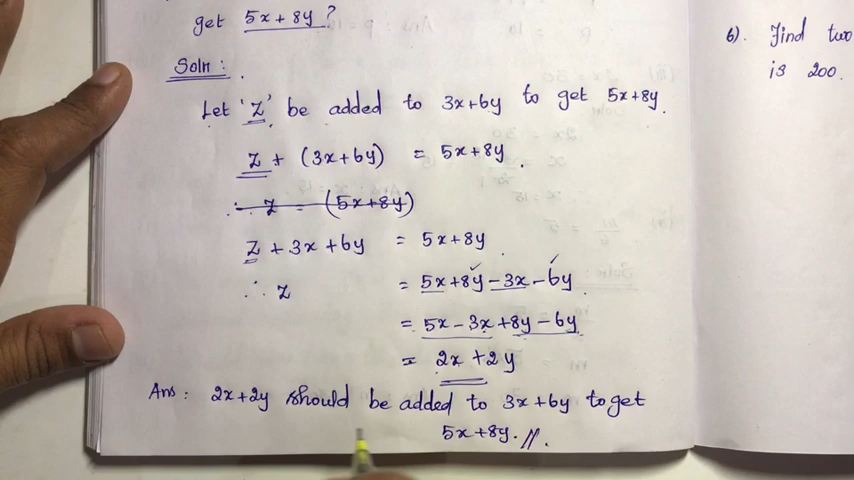 get 5x + 8y ?
Soln :
Let 'Z' be added to 3x+6y to get 5x+8y.
Z + (3x+6y) = 5x+8y.
∴ Z = (5x+8y)
Z + 3x + 6y = 5x+8y.
∴ Z = 5x+8y-3x-6y
= 5x-3x+8y-6y
= 2x+2y
Ans : 2x+2y should be added to 3x+6y to get
5x+8y. //.
6). Find two
is 200.